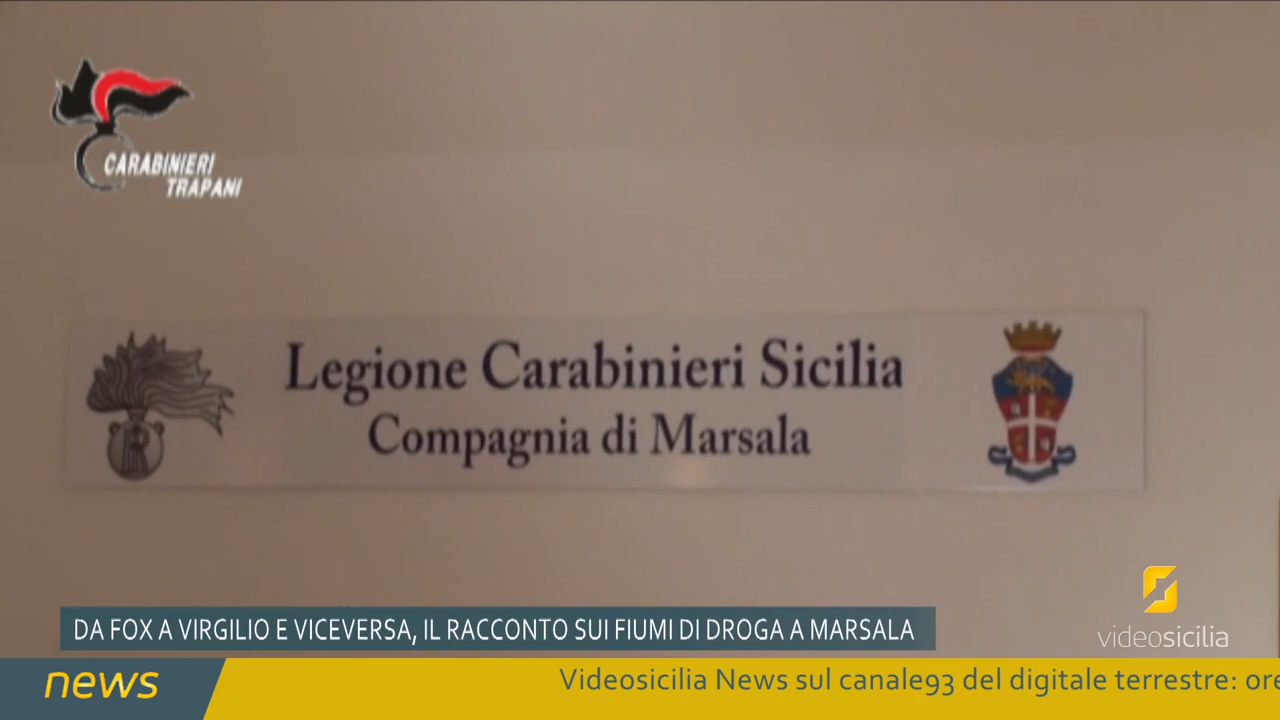 CARABINIERI
TRAPANI
Legione Carabinieri Sicilia
Compagnia di Marsala
DA FOX A VIRGILIO E VICEVERSA, IL RACCONTO SUI FIUMI DI DROGA A MARSALA
videosicilia
news
Videosicilia News sul canale93 del digitale terrestre: ore